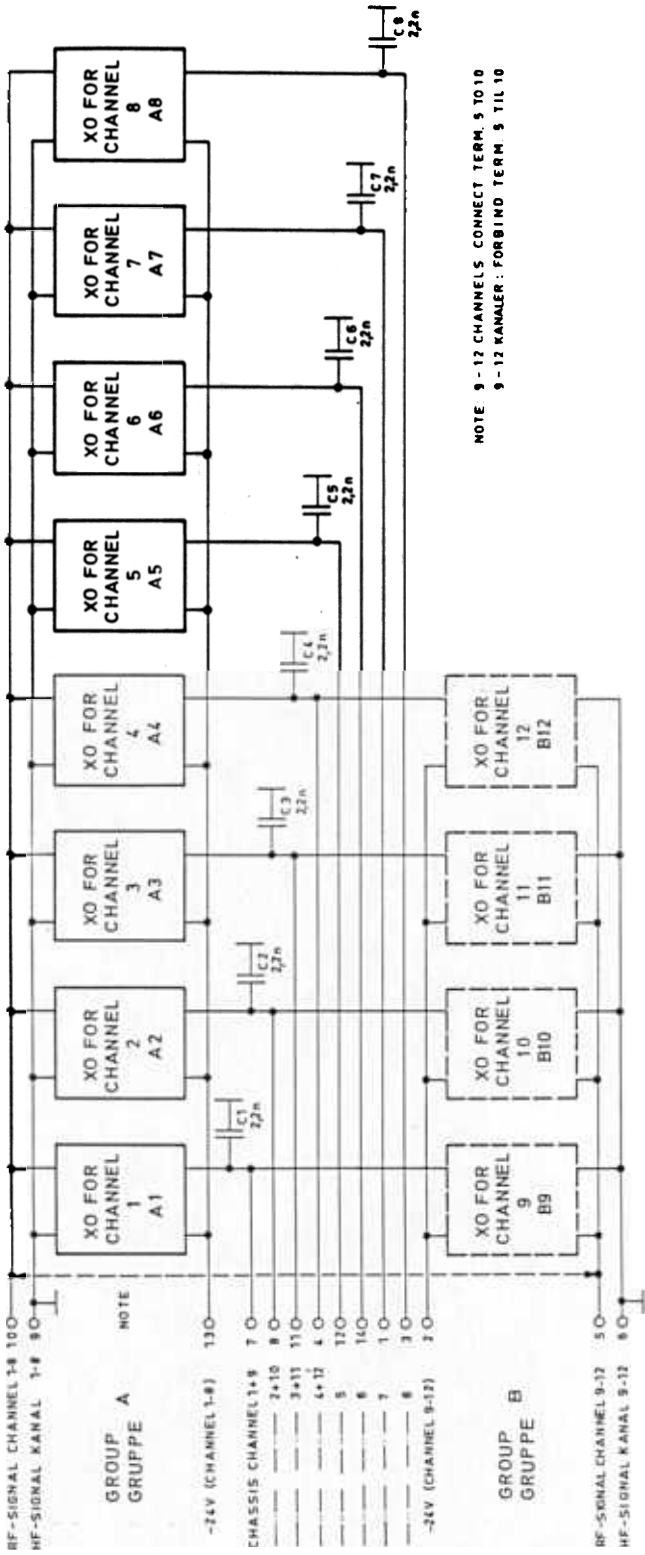 RF-SIGNAL CHANNEL 1-8 10
HF-SIGNAL KANAL 1-8 9
GROUP A
GRUPPE
NOTE
-24V (CHANNEL 1-8) 13
CHASSIS CHANNEL 1+9 7
2+10 8
3+11 11
4+12 4
5 12
6 14
7 1
8 3
-24V (CHANNEL 9-12) 2
GROUP B
GRUPPE
RF-SIGNAL CHANNEL 9-12 5
HF-SIGNAL KANAL 9-12 6
XO FOR
CHANNEL
1
A1
XO FOR
CHANNEL
2
A2
XO FOR
CHANNEL
3
A3
XO FOR
CHANNEL
4
A4
XO FOR
CHANNEL
5
A5
XO FOR
CHANNEL
6
A6
XO FOR
CHANNEL
7
A7
XO FOR
CHANNEL
8
A8
C1
2,2n
C2
2,2n
C3
2,2n
C4
2,2n
C5
2,2n
C6
2,2n
C7
2,2n
C8
2,2n
XO FOR
CHANNEL
9
B9
XO FOR
CHANNEL
10
B10
XO FOR
CHANNEL
11
B11
XO FOR
CHANNEL
12
B12
NOTE: 9-12 CHANNELS CONNECT TERM. 5 TO 10
9-12 KANALER: FORBIND TERM. 5 TIL 10